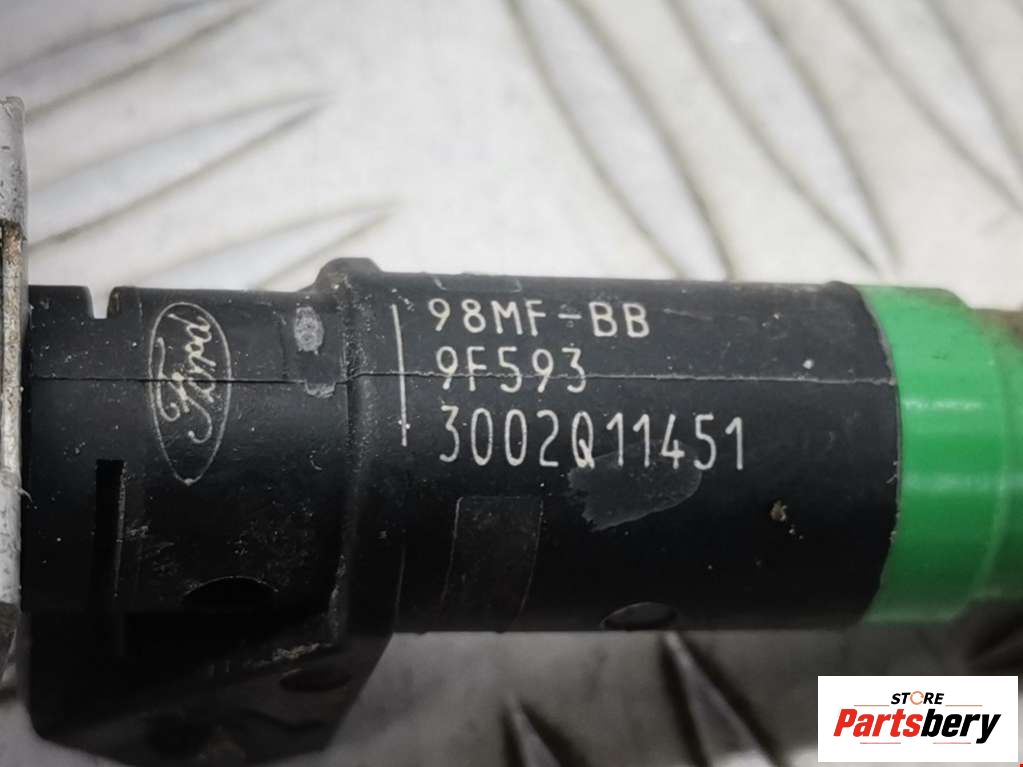 Ford
98MF-BB
9F593
3002Q11451
STORE
Partsbery